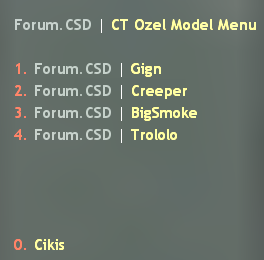 Forum.CSD | CT Ozel Model Menu
1. Forum.CSD | Gign
2. Forum.CSD | Creeper
3. Forum.CSD | BigSmoke
4. Forum.CSD | Trololo
0. Cikis